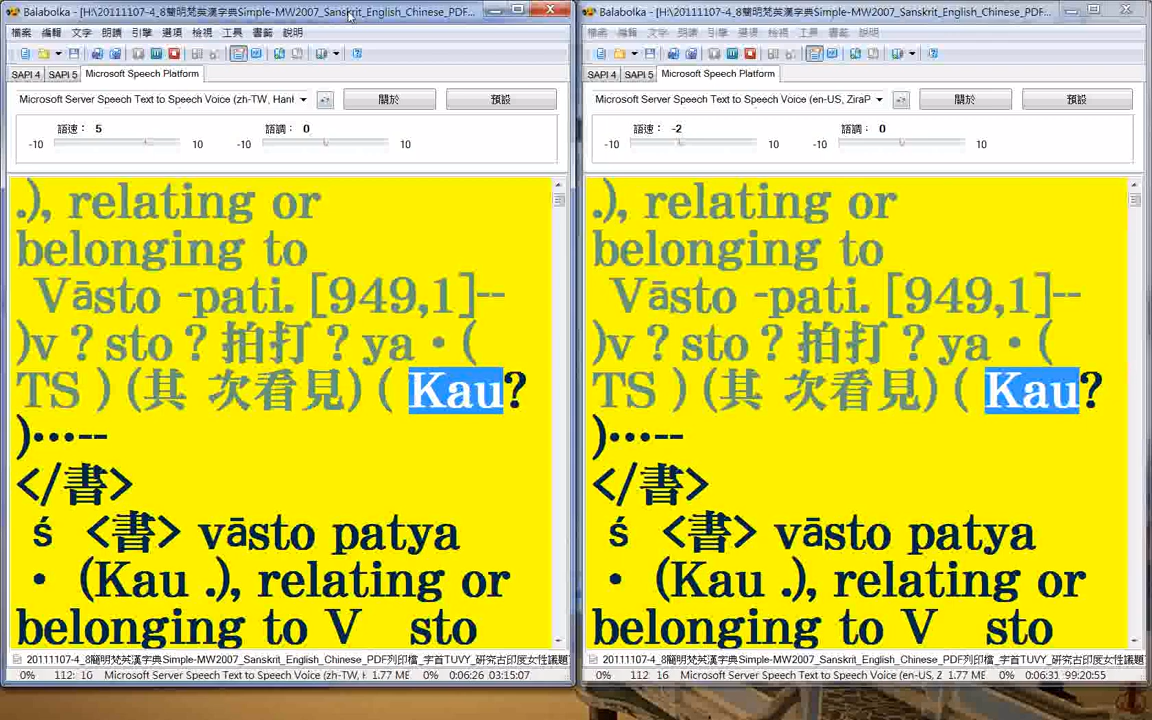 Balabolka - [H:\20111107-4_8簡明梵英漢字典Simple-MW2007_Sanskrit_English_Chinese_PDF...
檔案 編輯 文字 朗讀 引擎 選項 檢視 工具 書籤 說明
SAPI 4 SAPI 5 Microsoft Speech Platform
Microsoft Server Speech Text to Speech Voice (zh-TW, Han 關於 預設
語速： 5 語調： 0
-10 10 -10 10
.), relating or
belonging to
Vāsto -pati. [949,1]--
)v？sto？拍打？ya•(
TS ) (其 次看見) ( Kau?
)…--
</書>
ś <書> vāsto patya
• (Kau .), relating or
belonging to V sto
20111107-4_8簡明梵英漢字典Simple-MW2007_Sanskrit_English_Chinese_PDF列印檔_字首TUVY_研究古印度女性議題
0% 112: 16 Microsoft Server Speech Text to Speech Voice (zh-TW, H 1.77 ME 0% 0:06:26 03:15:07
Balabolka - [H:\20111107-4_8簡明梵英漢字典Simple-MW2007_Sanskrit_English_Chinese_PDF...
檔案 編輯 文字 朗讀 引擎 選項 檢視 工具 書籤 說明
SAPI 4 SAPI 5 Microsoft Speech Platform
Microsoft Server Speech Text to Speech Voice (en-US, ZiraP 關於 預設
語速： -2 語調： 0
-10 10 -10 10
.), relating or
belonging to
Vāsto -pati. [949,1]--
)v？sto？拍打？ya•(
TS ) (其 次看見) ( Kau?
)…--
</書>
ś <書> vāsto patya
• (Kau .), relating or
belonging to V sto
20111107-4_8簡明梵英漢字典Simple-MW2007_Sanskrit_English_Chinese_PDF列印檔_字首TUVY_研究古印度女性議題
0% 112: 16 Microsoft Server Speech Text to Speech Voice (en-US, Z 1.77 ME 0% 0:06:31 99:20:55